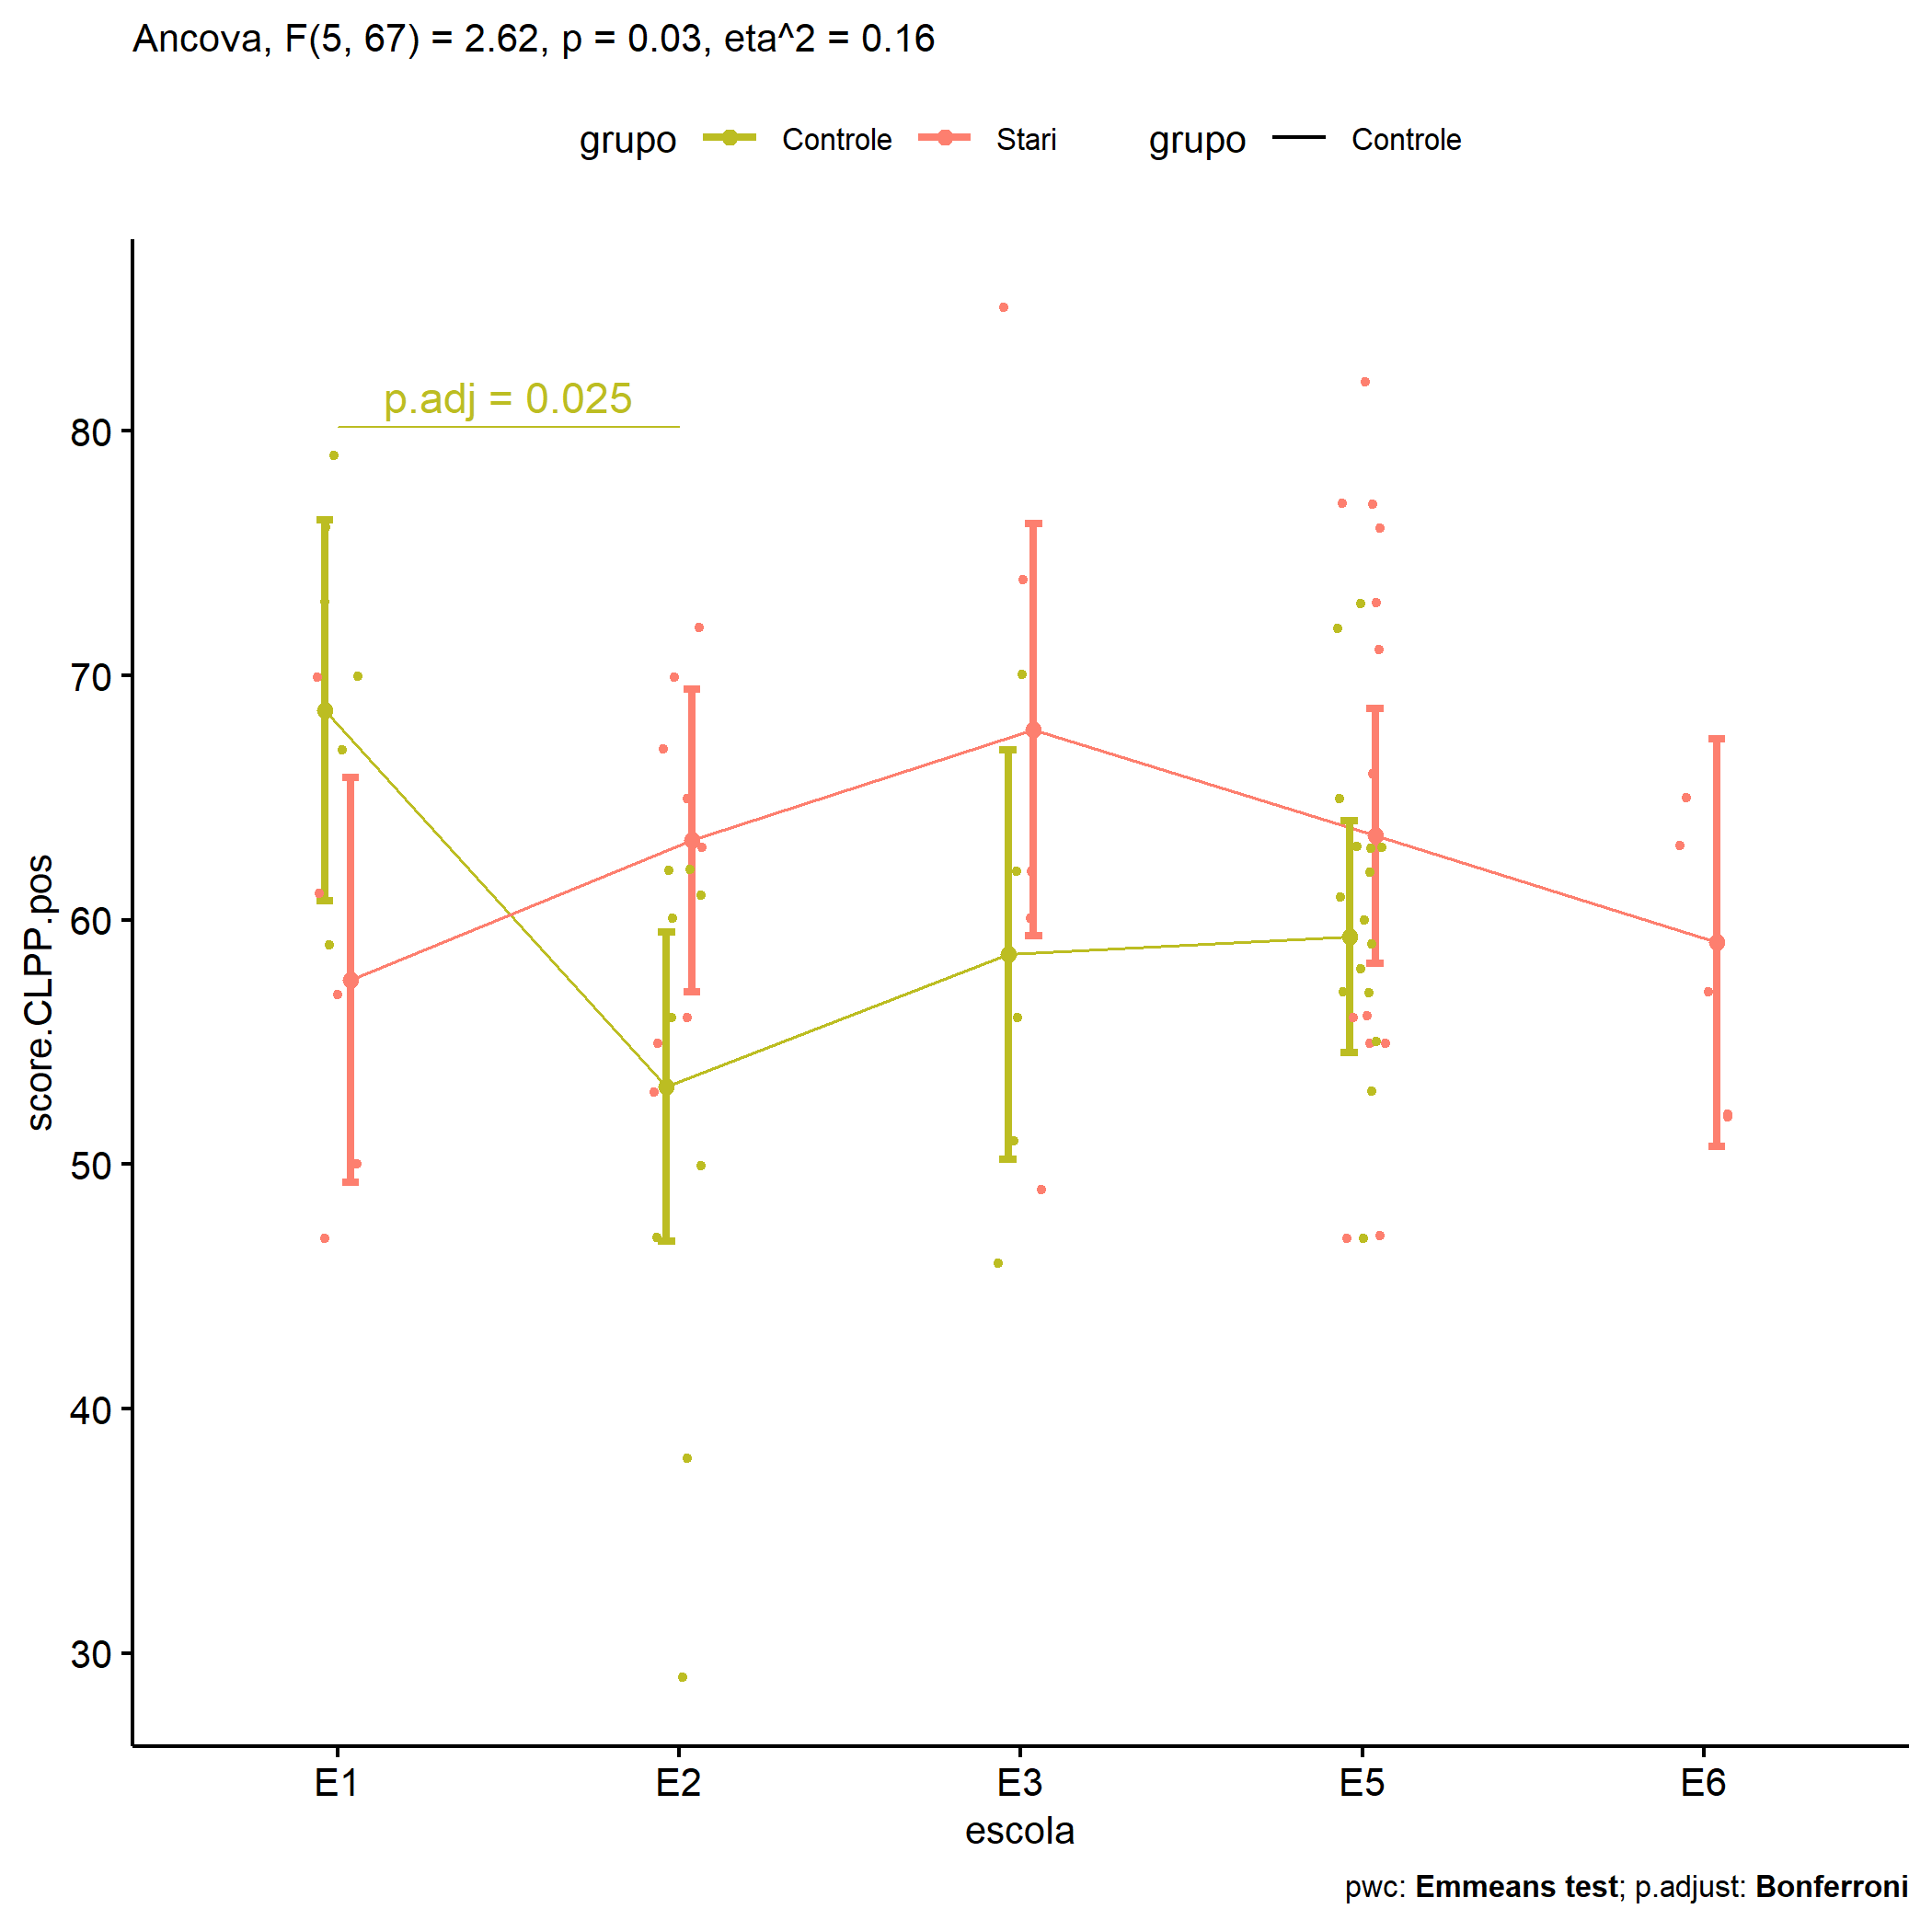 Ancova, F(5, 67) = 2.62, p = 0.03, eta^2 = 0.16
grupo Controle Stari grupo Controle
p.adj = 0.025
80
70
60
50
40
30
score.CLPP.pos
E1 E2 E3 E5 E6
escola
pwc: Emmeans test; p.adjust: Bonferroni